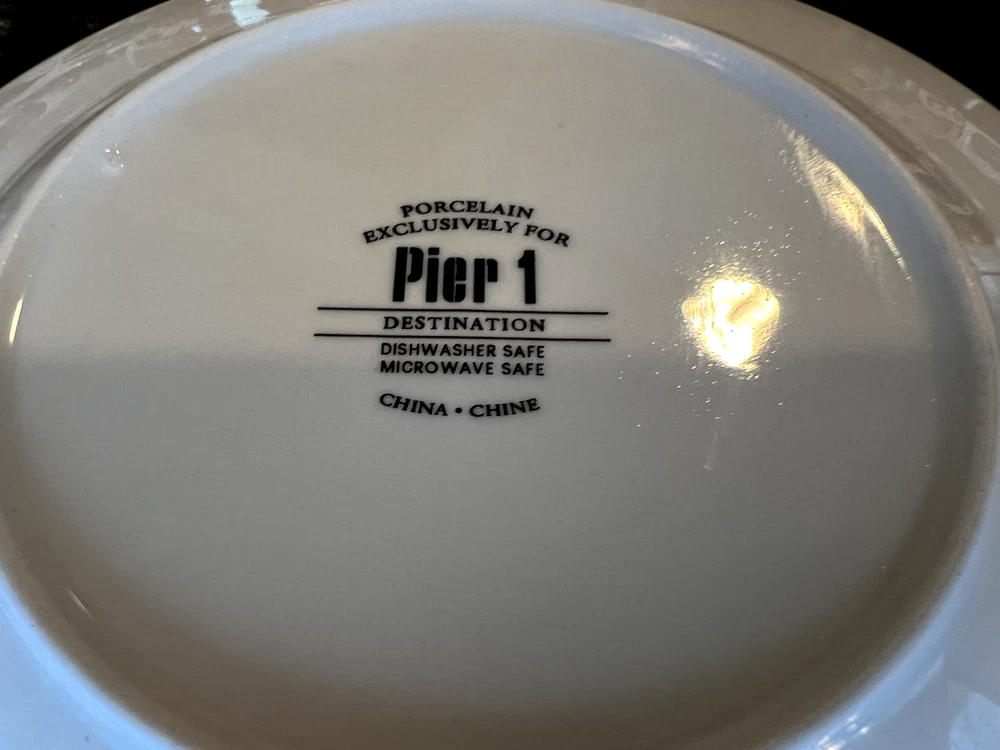 PORCELAIN
EXCLUSIVELY FOR
Pier 1
DESTINATION
DISHWASHER SAFE
MICROWAVE SAFE
CHINA • CHINE